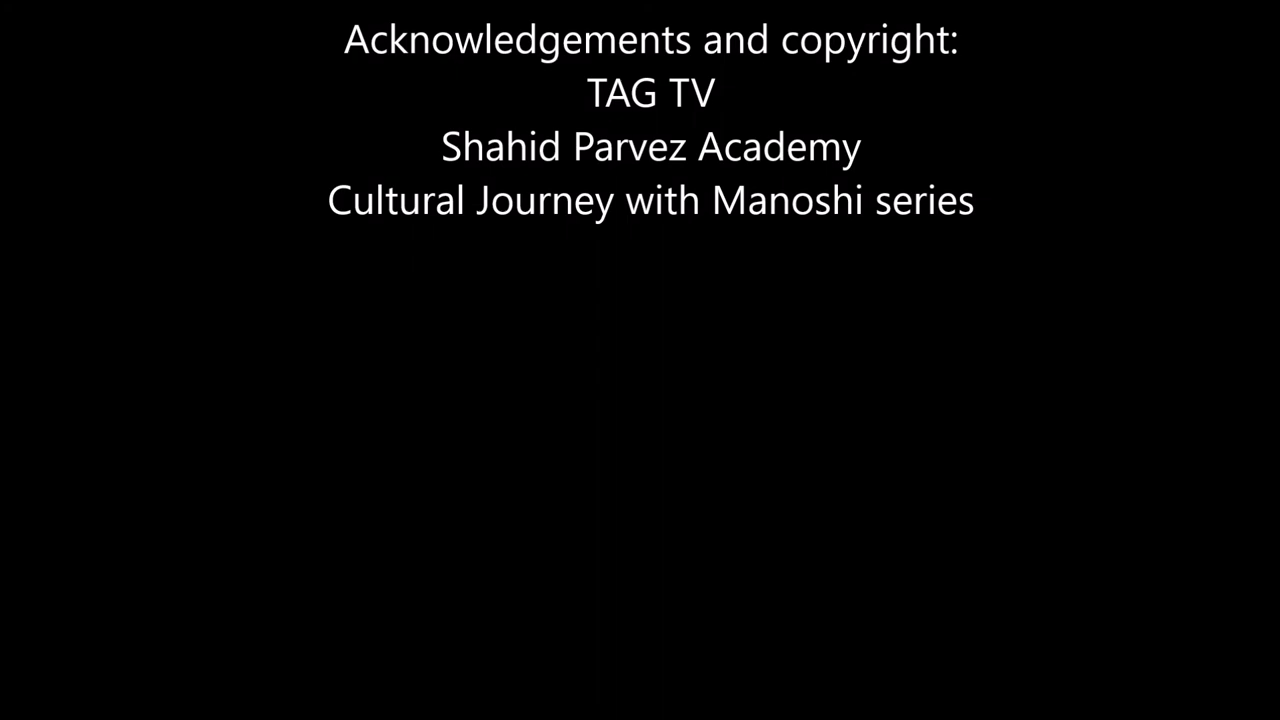 Acknowledgements and copyright:
TAG TV
Shahid Parvez Academy
Cultural Journey with Manoshi series